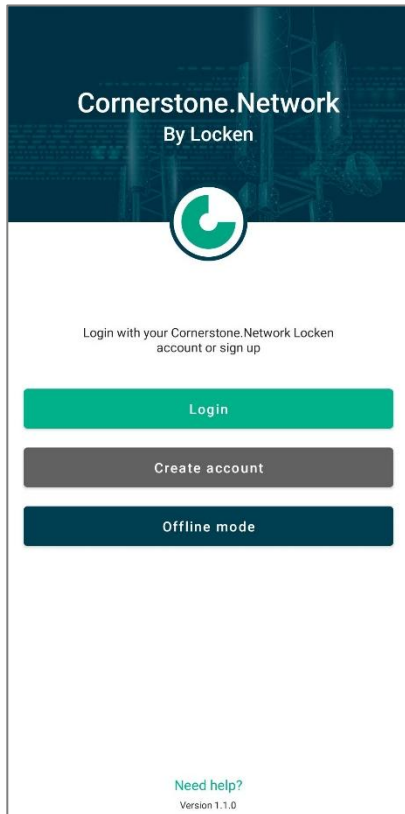 Cornerstone.Network
By Locken
Login with your Cornerstone.Network Locken
account or sign up
Login
Create account
Offline mode
Need help?
Version 1.1.0